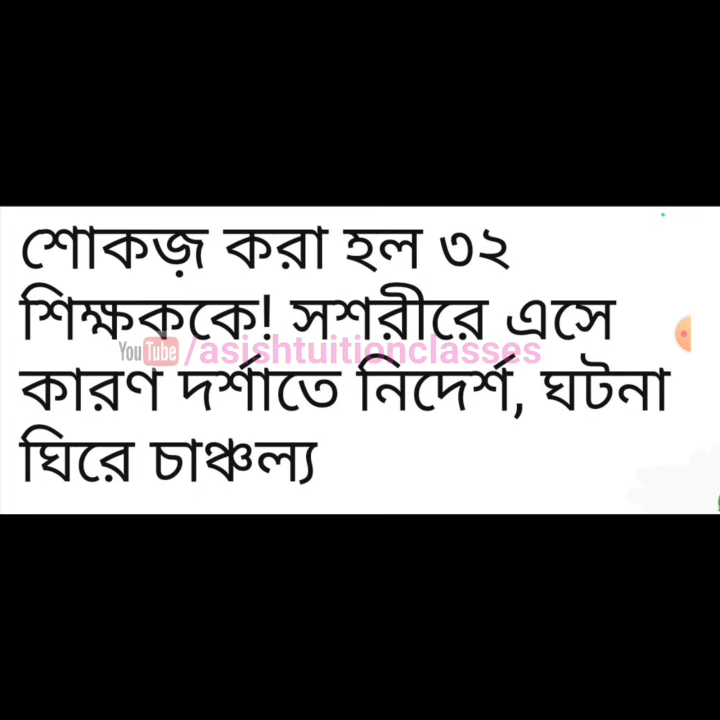 শোকজ় করা হল ৩২
শিক্ষককে! সশরীরে এসে
YouTube/asishtuitionclasses
কারণ দর্শাতে নিদের্শ, ঘটনা
ঘিরে চাঞ্চল্য